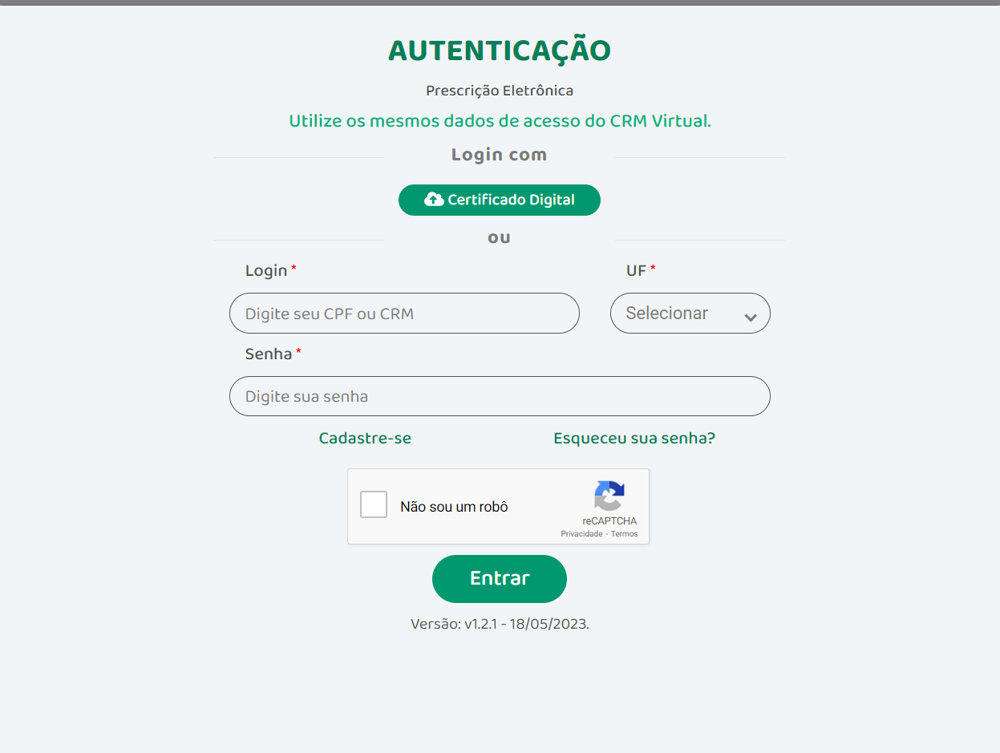 AUTENTICAÇÃO
Prescrição Eletrônica
Utilize os mesmos dados de acesso do CRM Virtual.
Login com
Certificado Digital
ou
Login *
UF *
Digite seu CPF ou CRM
Selecionar
Senha *
Digite sua senha
Cadastre-se
Esqueceu sua senha?
Não sou um robô
reCAPTCHA
Privacidade - Termos
Entrar
Versão: v1.2.1 - 18/05/2023.